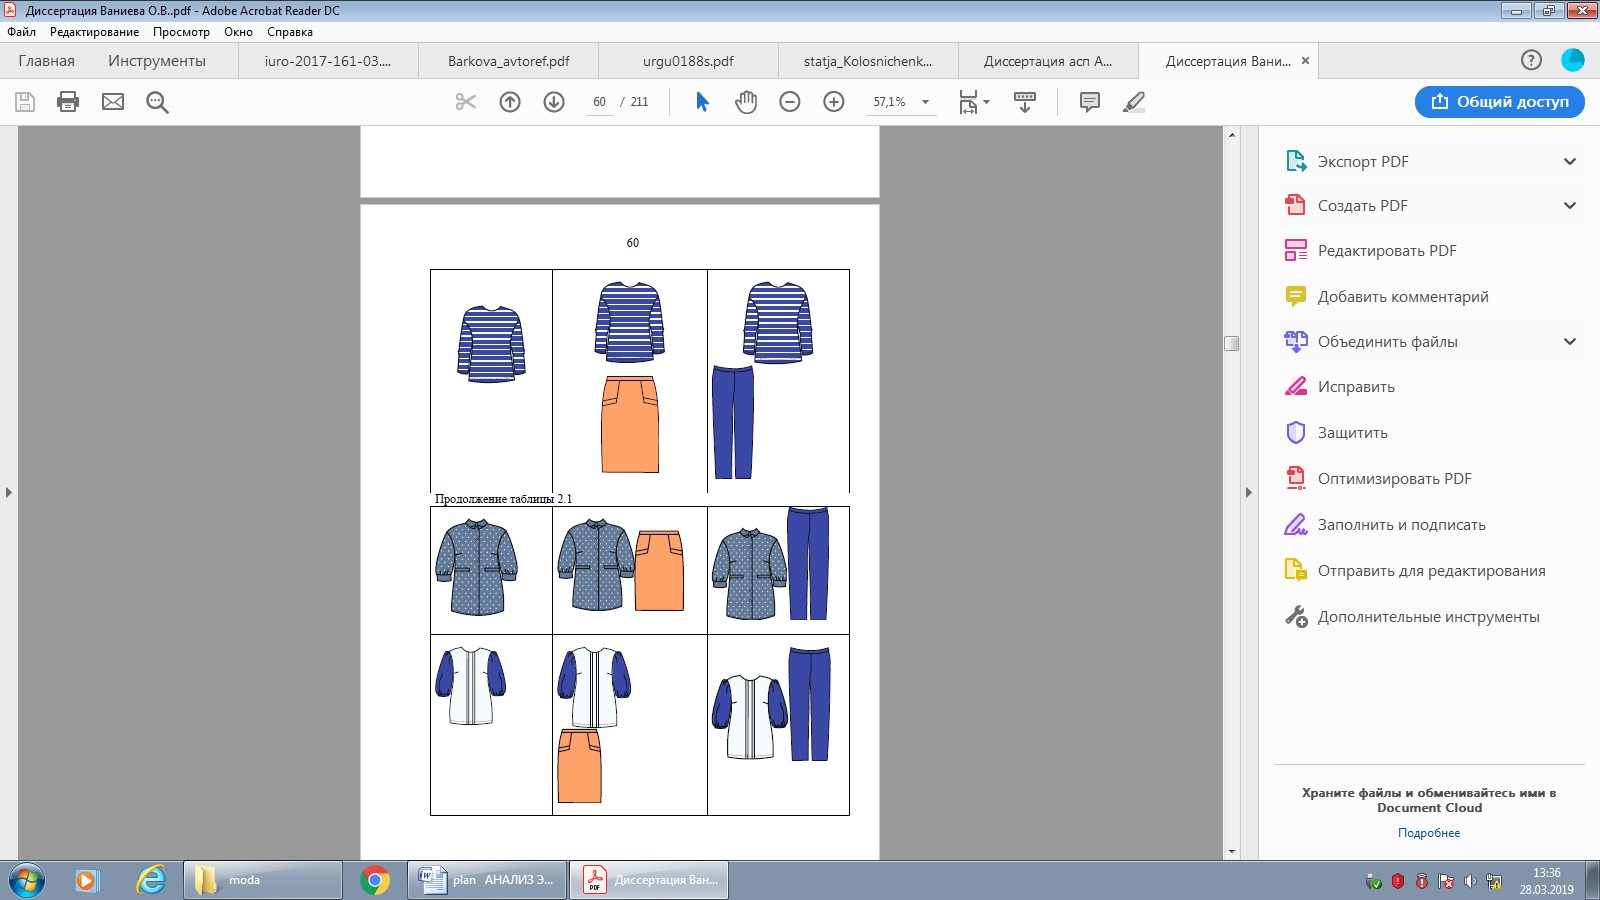 Диссертация Ваниева О.В..pdf - Adobe Acrobat Reader DC
Файл Редактирование Просмотр Окно Справка
Главная Инструменты iuro-2017-161-03.... Barkova_avtoref.pdf urgu0188s.pdf statja_Kolosnichenk... Диссертация асп А... Диссертация Вани...
60 / 211 57,1% Общий доступ
60
Продолжение таблицы 2.1
Экспорт PDF
Создать PDF
Редактировать PDF
Добавить комментарий
Объединить файлы
Исправить
Защитить
Оптимизировать PDF
Заполнить и подписать
Отправить для редактирования
Дополнительные инструменты
Храните файлы и обменивайтесь ими в
Document Cloud
Подробнее
moda plan АНАЛИЗ Э... Диссертация Ван...
13:36
28.03.2019